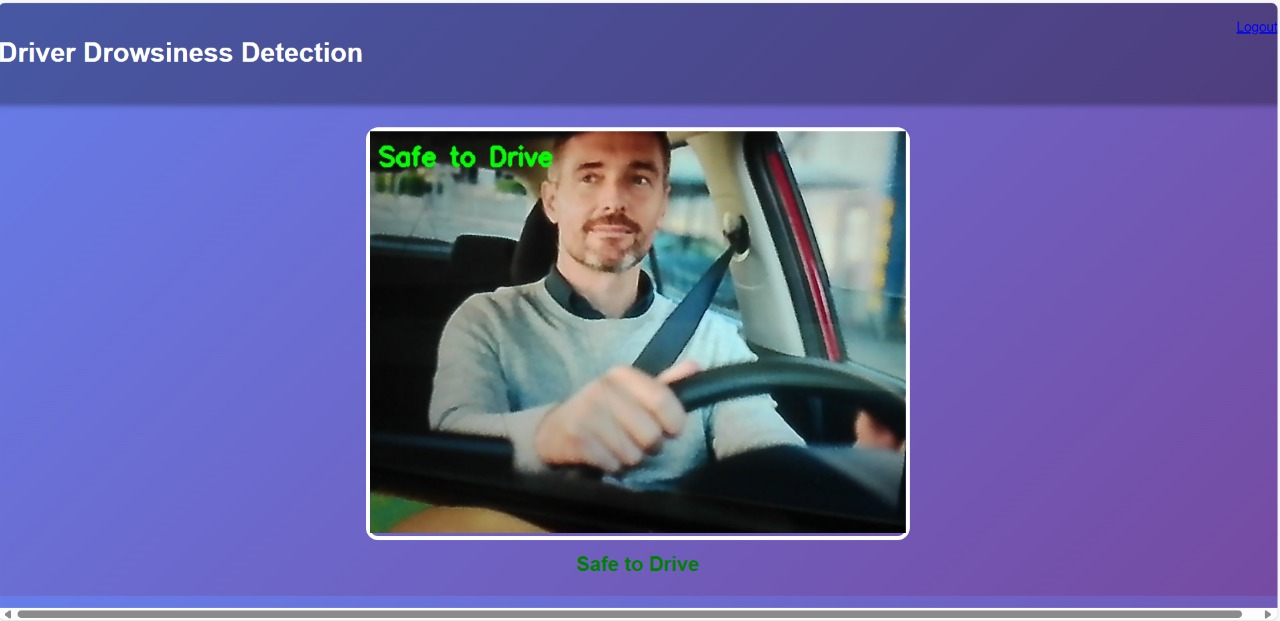 Logout
Driver Drowsiness Detection
Safe to Drive
Safe to Drive